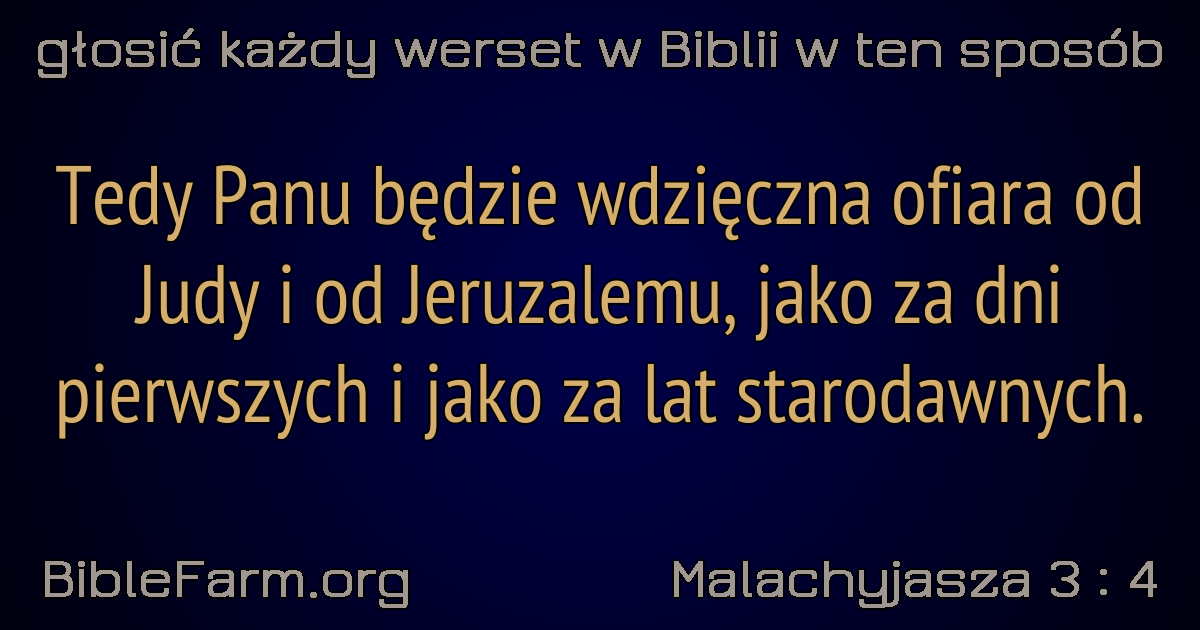 głosić każdy werset w Biblii w ten sposób
Tedy Panu będzie wdzięczna ofiara od
Judy i od Jeruzalemu, jako za dni
pierwszych i jako za lat starodawnych.
BibleFarm.org
Malachyjasza 3 : 4